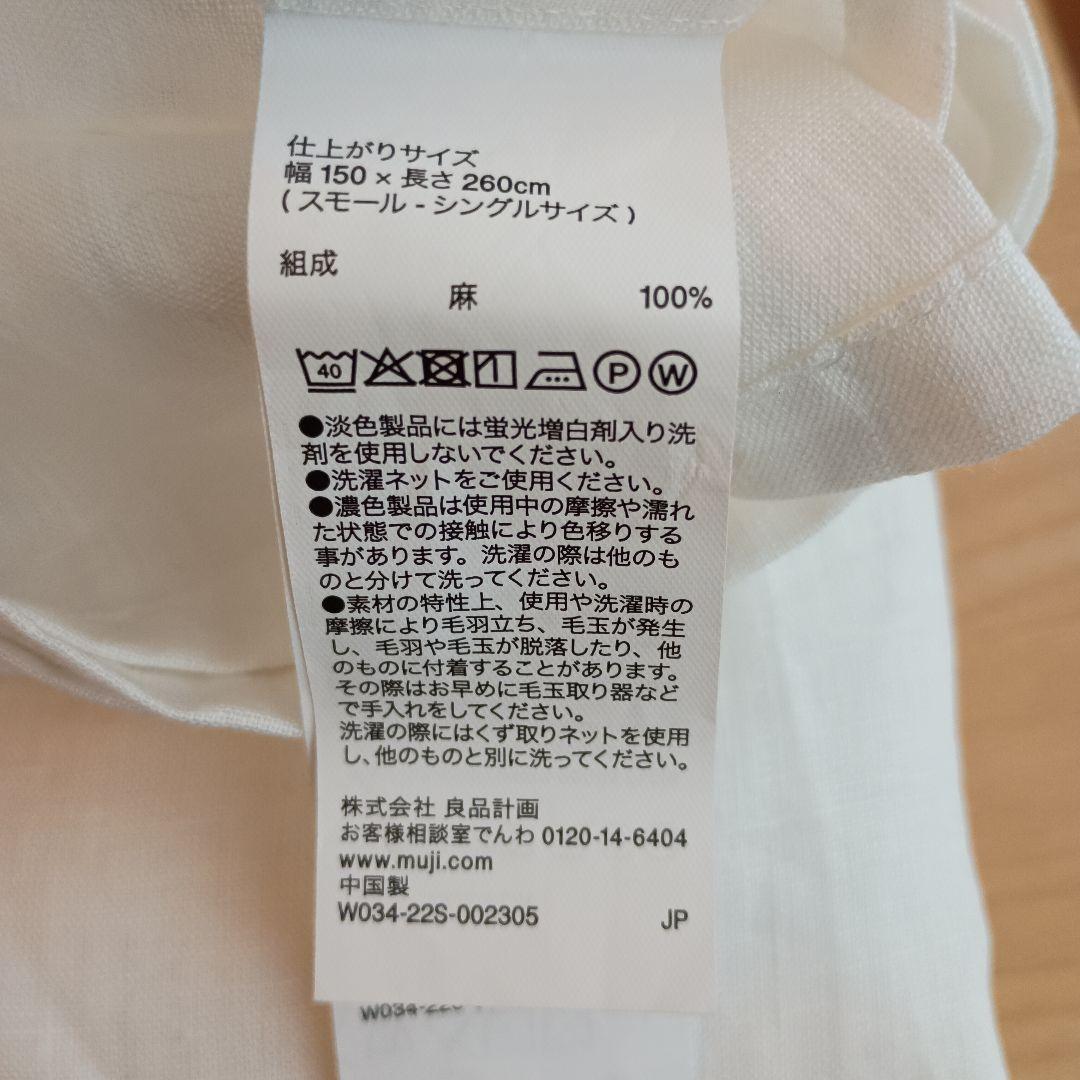 仕上がりサイズ
幅 150 × 長さ 260cm
( スモール - シングルサイズ )
組成
麻 100%
40 P W
●淡色製品には蛍光増白剤入り洗
剤を使用しないでください。
●洗濯ネットをご使用ください。
●濃色製品は使用中の摩擦や濡れ
た状態での接触により色移りする
事があります。洗濯の際は他のも
のと分けて洗ってください。
●素材の特性上、使用や洗濯時の
摩擦により毛羽立ち、毛玉が発生
し、毛羽や毛玉が脱落したり、他
のものに付着することがあります。
その際はお早めに毛玉取り器など
で手入れをしてください。
洗濯の際にはくず取りネットを使用
し、他のものと別に洗ってください。
株式会社 良品計画
お客様相談室でんわ 0120-14-6404
www.muji.com
中国製
W034-22S-002305 JP